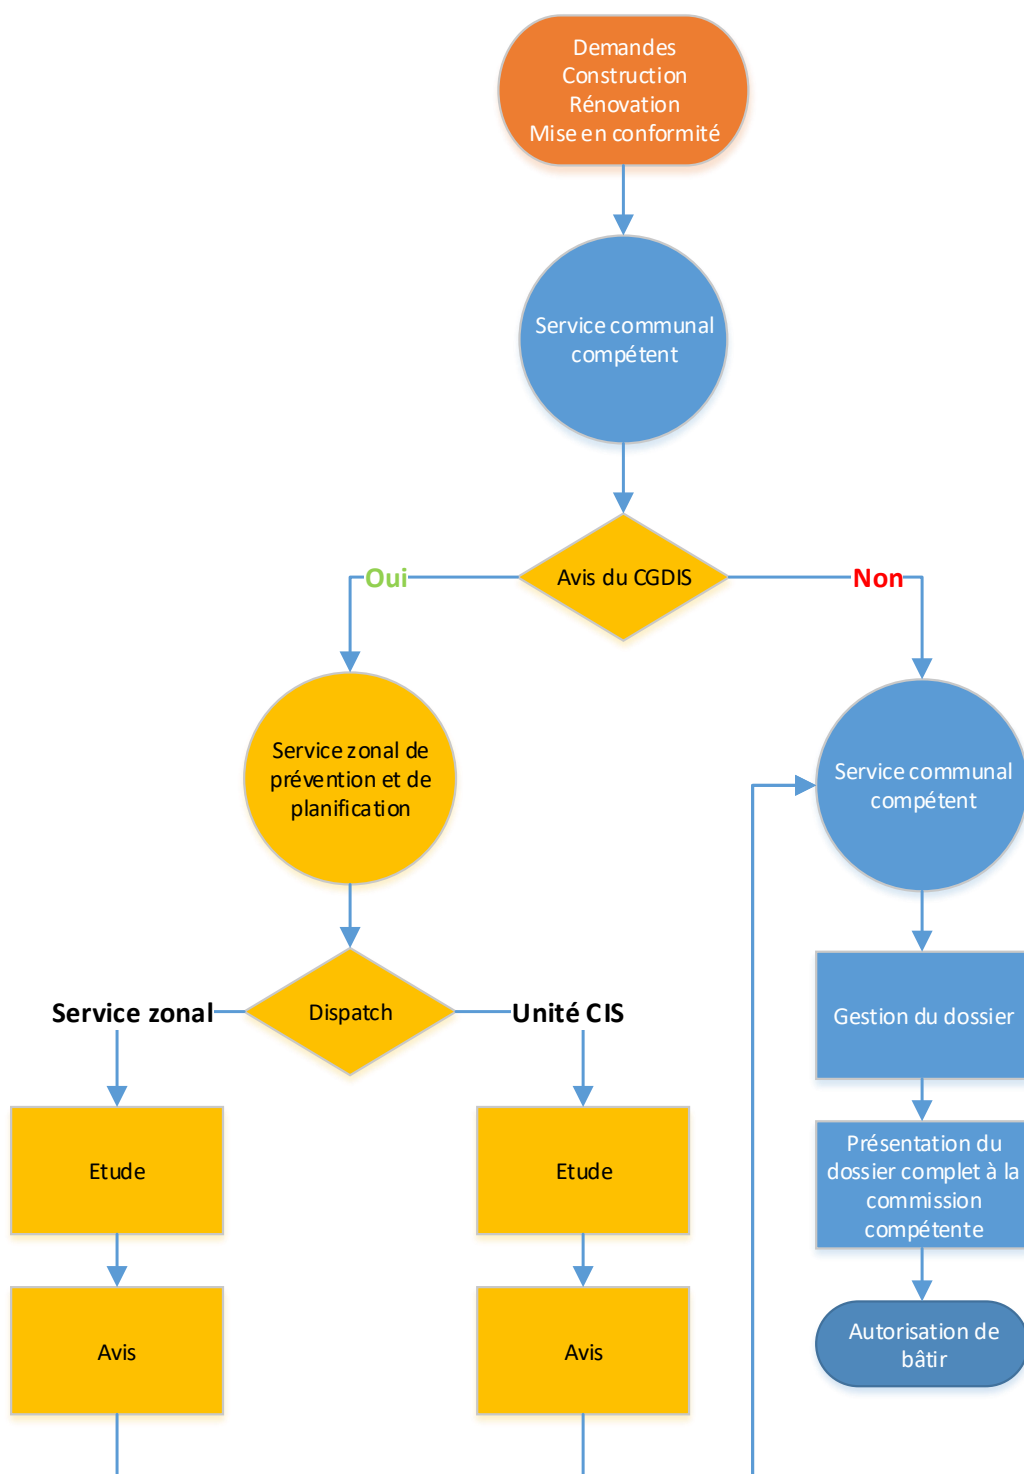 Demandes
Construction
Rénovation
Mise en conformité
Service communal
compétent
Avis du CGDIS
Oui
Non
Service zonal de
prévention et de
planification
Service communal
compétent
Dispatch
Service zonal
Unité CIS
Gestion du dossier
Etude
Etude
Présentation du
dossier complet à la
commission
compétente
Avis
Avis
Autorisation de
bâtir